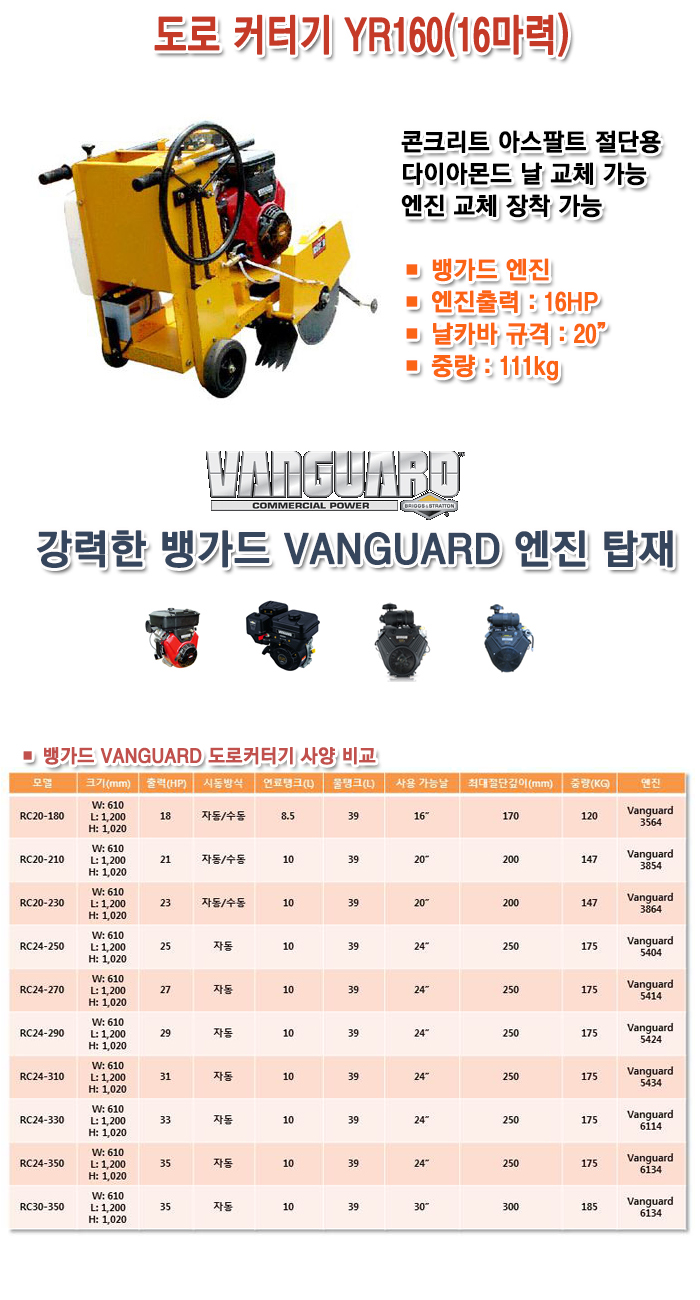 도로 커터기 YR160(16마력)
콘크리트 아스팔트 절단용
다이아몬드 날 교체 가능
엔진 교체 장착 가능
■ 뱅가드 엔진
■ 엔진출력 : 16HP
■ 날카바 규격 : 20”
■ 중량 : 111kg
VANGUARD
COMMERCIAL POWER
BRIGGS & STRATTON
강력한 뱅가드 VANGUARD 엔진 탑재
■ 뱅가드 VANGUARD 도로커터기 사양 비교
모델 크기(mm) 출력(HP) 시동방식 연료탱크(L) 물탱크(L) 사용 가능날 최대절단깊이(mm) 중량(KG) 엔진
RC20-180 W: 610 L: 1,200 H: 1,020 18 자동/수동 8.5 39 16″ 170 120 Vanguard 3564
RC20-210 W: 610 L: 1,200 H: 1,020 21 자동/수동 10 39 20″ 200 147 Vanguard 3854
RC20-230 W: 610 L: 1,200 H: 1,020 23 자동/수동 10 39 20″ 200 147 Vanguard 3864
RC24-250 W: 610 L: 1,200 H: 1,020 25 자동 10 39 24″ 250 175 Vanguard 5404
RC24-270 W: 610 L: 1,200 H: 1,020 27 자동 10 39 24″ 250 175 Vanguard 5414
RC24-290 W: 610 L: 1,200 H: 1,020 29 자동 10 39 24″ 250 175 Vanguard 5424
RC24-310 W: 610 L: 1,200 H: 1,020 31 자동 10 39 24″ 250 175 Vanguard 5434
RC24-330 W: 610 L: 1,200 H: 1,020 33 자동 10 39 24″ 250 175 Vanguard 6114
RC24-350 W: 610 L: 1,200 H: 1,020 35 자동 10 39 24″ 250 175 Vanguard 6134
RC30-350 W: 610 L: 1,200 H: 1,020 35 자동 10 39 30″ 300 185 Vanguard 6134